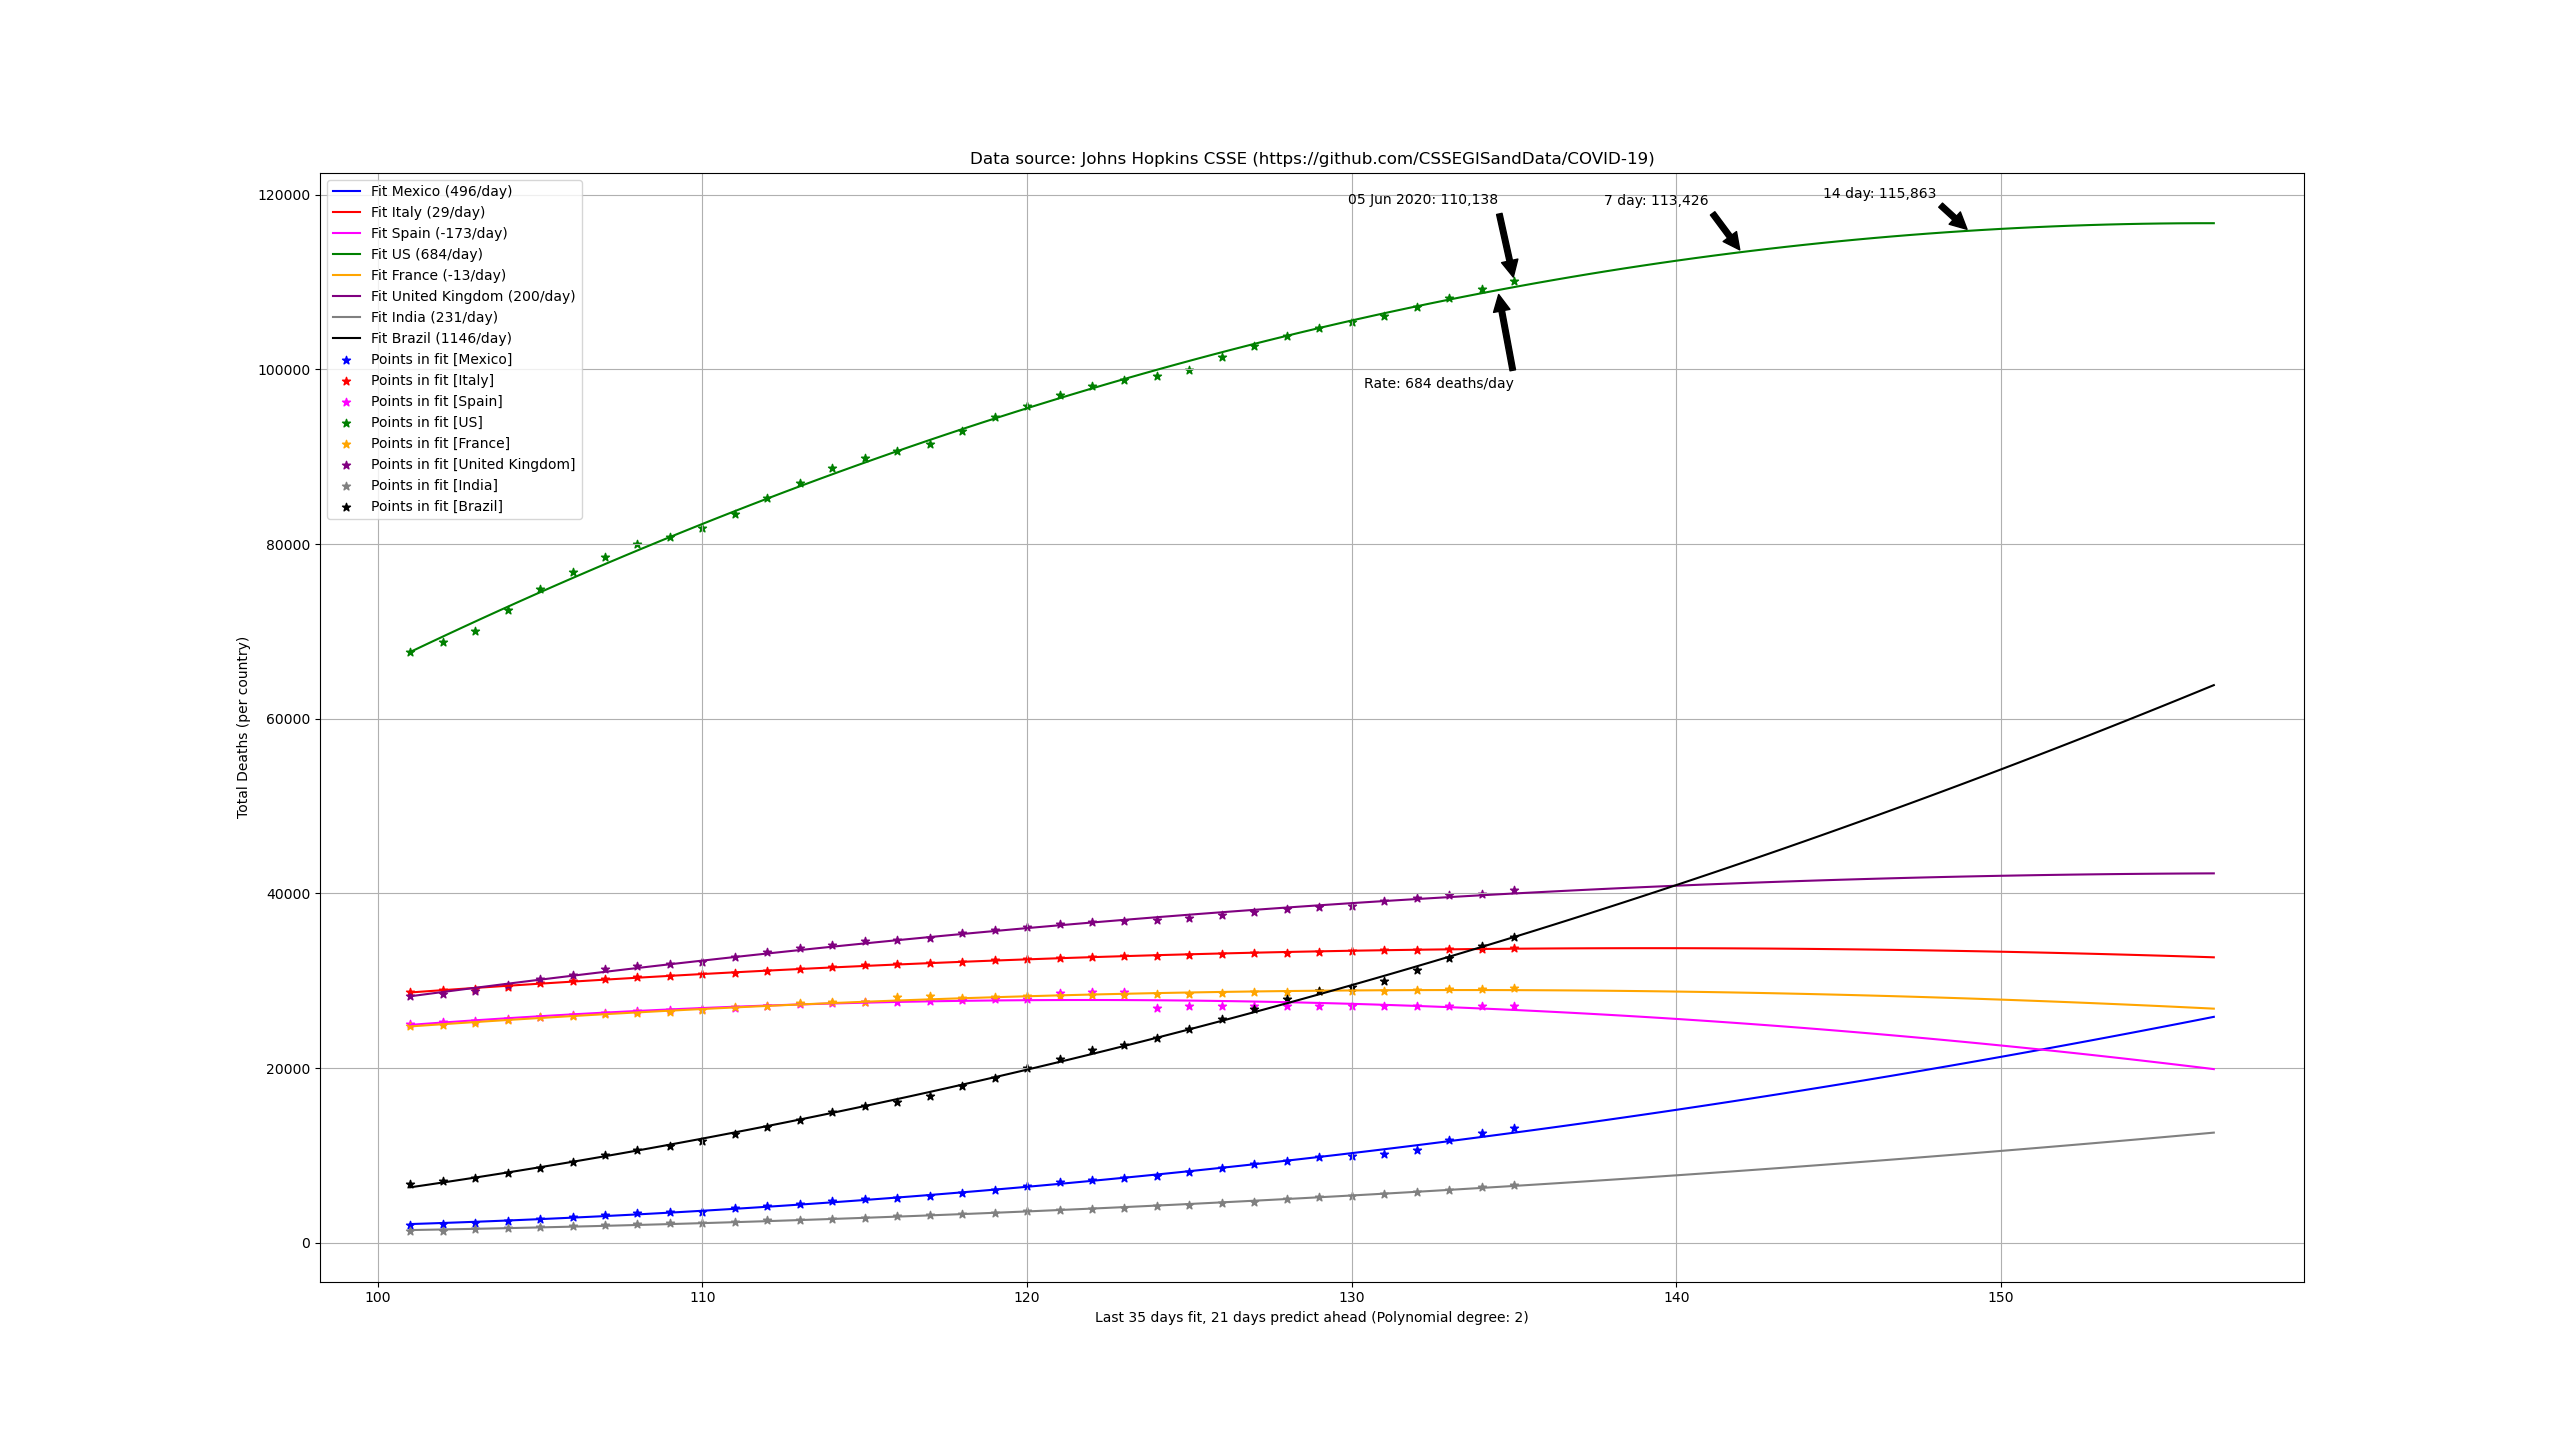 Data source: Johns Hopkins CSSE (https://github.com/CSSEGISandData/COVID-19)
Fit Mexico (496/day)
Fit Italy (29/day)
Fit Spain (-173/day)
Fit US (684/day)
Fit France (-13/day)
Fit United Kingdom (200/day)
Fit India (231/day)
Fit Brazil (1146/day)
Points in fit [Mexico]
Points in fit [Italy]
Points in fit [Spain]
Points in fit [US]
Points in fit [France]
Points in fit [United Kingdom]
Points in fit [India]
Points in fit [Brazil]
05 Jun 2020: 110,138
7 day: 113,426
14 day: 115,863
Rate: 684 deaths/day
Total Deaths (per country)
120000
100000
80000
60000
40000
20000
0
100
110
120
130
140
150
Last 35 days fit, 21 days predict ahead (Polynomial degree: 2)